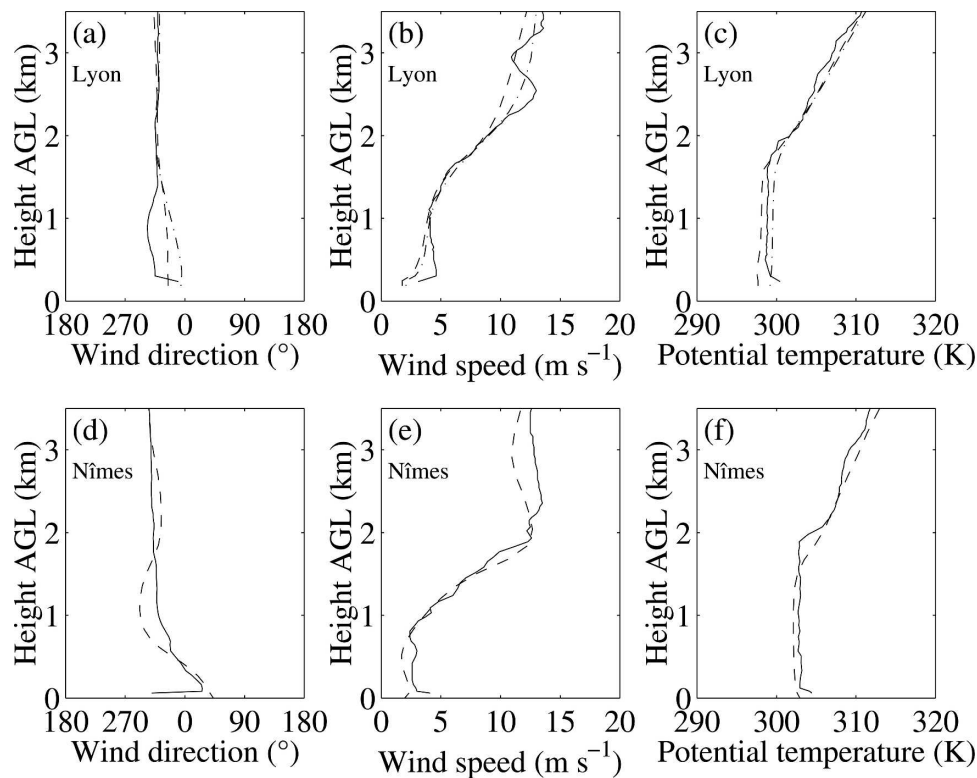 (a) (b) (c)
Lyon Lyon Lyon
Height AGL (km) Height AGL (km) Height AGL (km)
3 3 3
2 2 2
1 1 1
0 0 0
180 270 0 90 180 0 5 10 15 20 290 300 310 320
Wind direction (°) Wind speed (m s⁻¹) Potential temperature (K)
(d) (e) (f)
Nîmes Nîmes Nîmes
Height AGL (km) Height AGL (km) Height AGL (km)
3 3 3
2 2 2
1 1 1
0 0 0
180 270 0 90 180 0 5 10 15 20 290 300 310 320
Wind direction (°) Wind speed (m s⁻¹) Potential temperature (K)